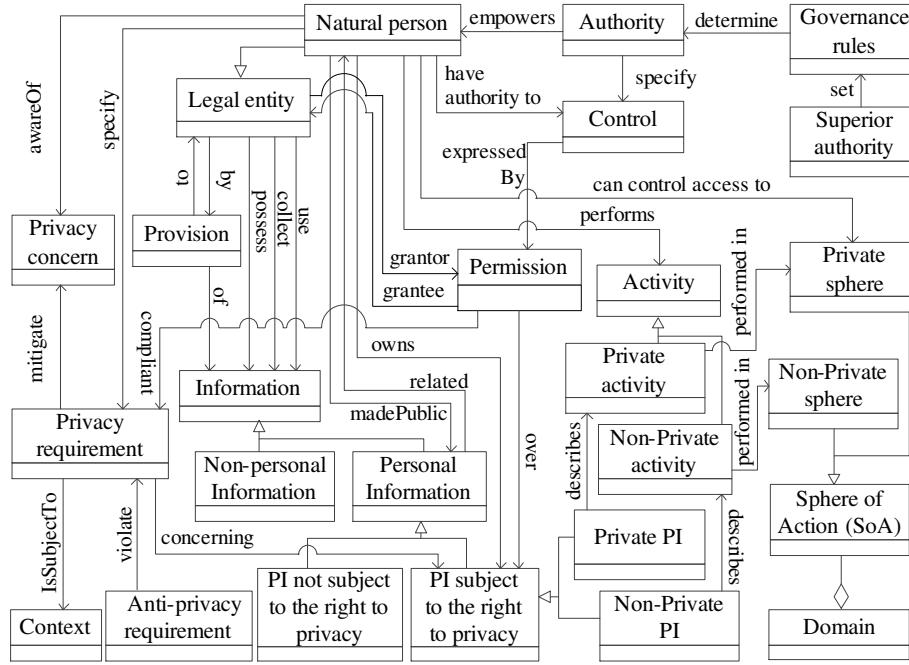 Natural person
empowers
Authority
determine
Governance
rules
have
authority to
specify
set
Legal entity
Control
Superior
authority
awareOf
specify
expressed
By
can control access to
to
by
possess
collect
use
performs
Privacy
concern
Provision
grantor
Permission
grantee
Activity
performed in
Private
sphere
of
mitigate
compliant
owns
Private
activity
Information
related
madePublic
performed in
Non-Private
sphere
Privacy
requirement
Non-personal
Information
Personal
Information
over
describes
Non-Private
activity
IsSubjectTo
violate
concerning
Private PI
describes
Sphere of
Action (SoA)
Context
Anti-privacy
requirement
PI not subject
to the right to
privacy
PI subject to
the right
to privacy
Non-Private
PI
Domain